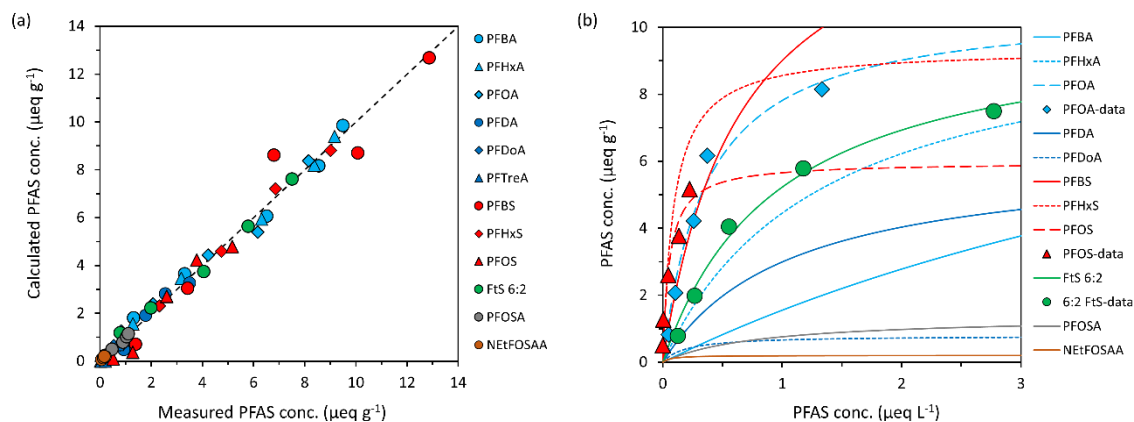 (a)
Calculated PFAS conc. (µeq g⁻¹)
14
12
10
8
6
4
2
0
0 2 4 6 8 10 12 14
Measured PFAS conc. (µeq g⁻¹)
PFBA
PFHxA
PFOA
PFDA
PFDoA
PFTreA
PFBS
PFHxS
PFOS
FtS 6:2
PFOSA
NEtFOSAA
(b)
PFAS conc. (µeq g⁻¹)
10
8
6
4
2
0
0 1 2 3
PFAS conc. (µeq L⁻¹)
PFBA
PFHxA
PFOA
PFOA-data
PFDA
PFDoA
PFBS
PFHxS
PFOS
PFOS-data
FtS 6:2
6:2 FtS-data
PFOSA
NEtFOSAA